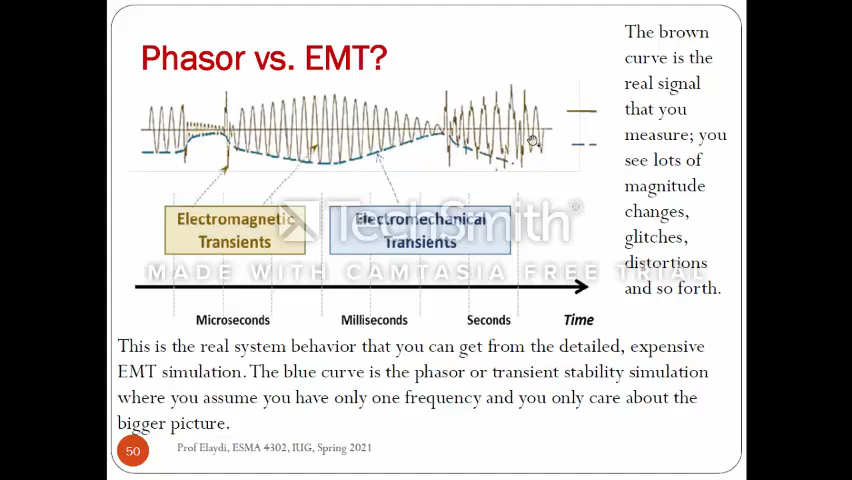 Phasor vs. EMT?
The brown
curve is the
real signal
that you
measure; you
see lots of
magnitude
changes,
glitches,
distortions
and so forth.
Electromagnetic
Transients
Electromechanical
Transients
TechSmith®
MADE WITH CAMTASIA FREE TRIAL
Microseconds
Milliseconds
Seconds
Time
This is the real system behavior that you can get from the detailed, expensive
EMT simulation. The blue curve is the phasor or transient stability simulation
where you assume you have only one frequency and you only care about the
bigger picture.
50
Prof Elaydi, ESMA 4302, IUG, Spring 2021